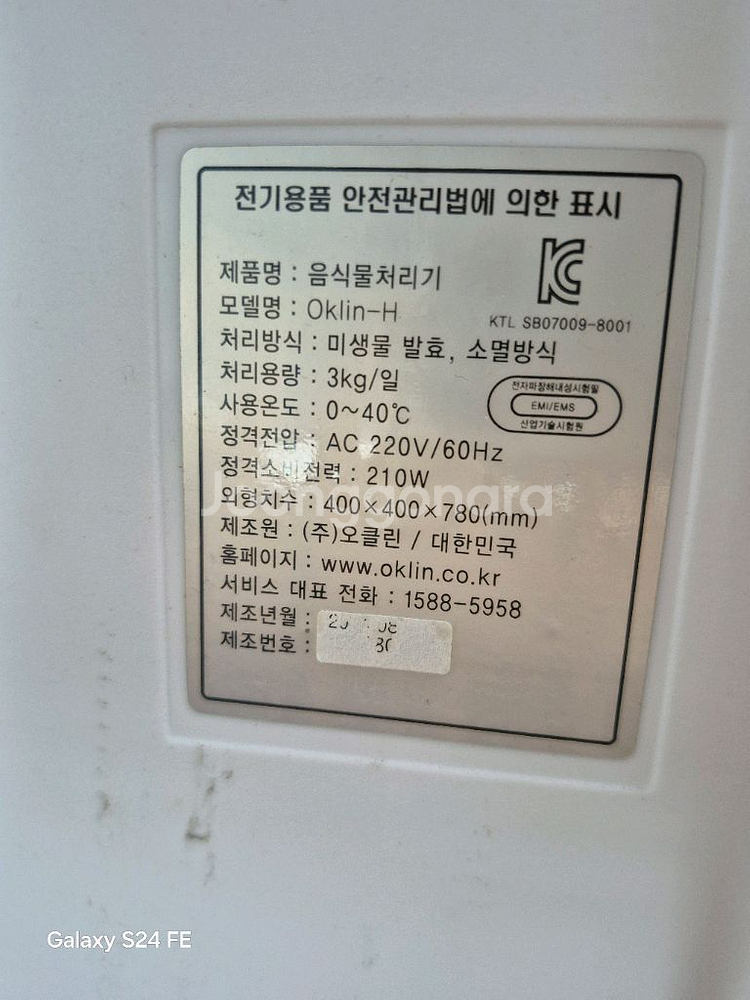 전기용품 안전관리법에 의한 표시
제품명 : 음식물처리기
모델명 : Oklin-H
KTL SB07009-8001
처리방식 : 미생물 발효, 소멸방식
처리용량 : 3kg/일
전자파장해내성시험필
EMI/EMS
산업기술시험원
사용온도 : 0~40℃
정격전압 : AC 220V/60Hz
정격소비전력 : 210W
외형치수 : 400×400×780(mm)
Joonggonara
제조원 : (주)오클린 / 대한민국
홈페이지 : www.oklin.co.kr
서비스 대표 전화 : 1588-5958
제조년월 :
제조번호 :
Galaxy S24 FE